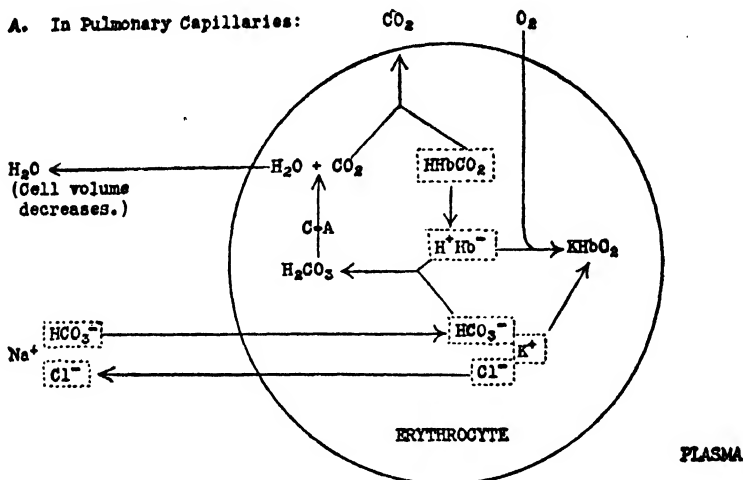 A. In Pulmonary Capillaries:
CO₂
O₂
H₂O
(Cell volume
decreases.)
H₂O + CO₂
HHbCO₂
C-A
H⁺Hb⁻
KHbO₂
H₂CO₃
HCO₃⁻
HCO₃⁻
Na⁺
K⁺
Cl⁻
Cl⁻
ERYTHROCYTE
PLASMA